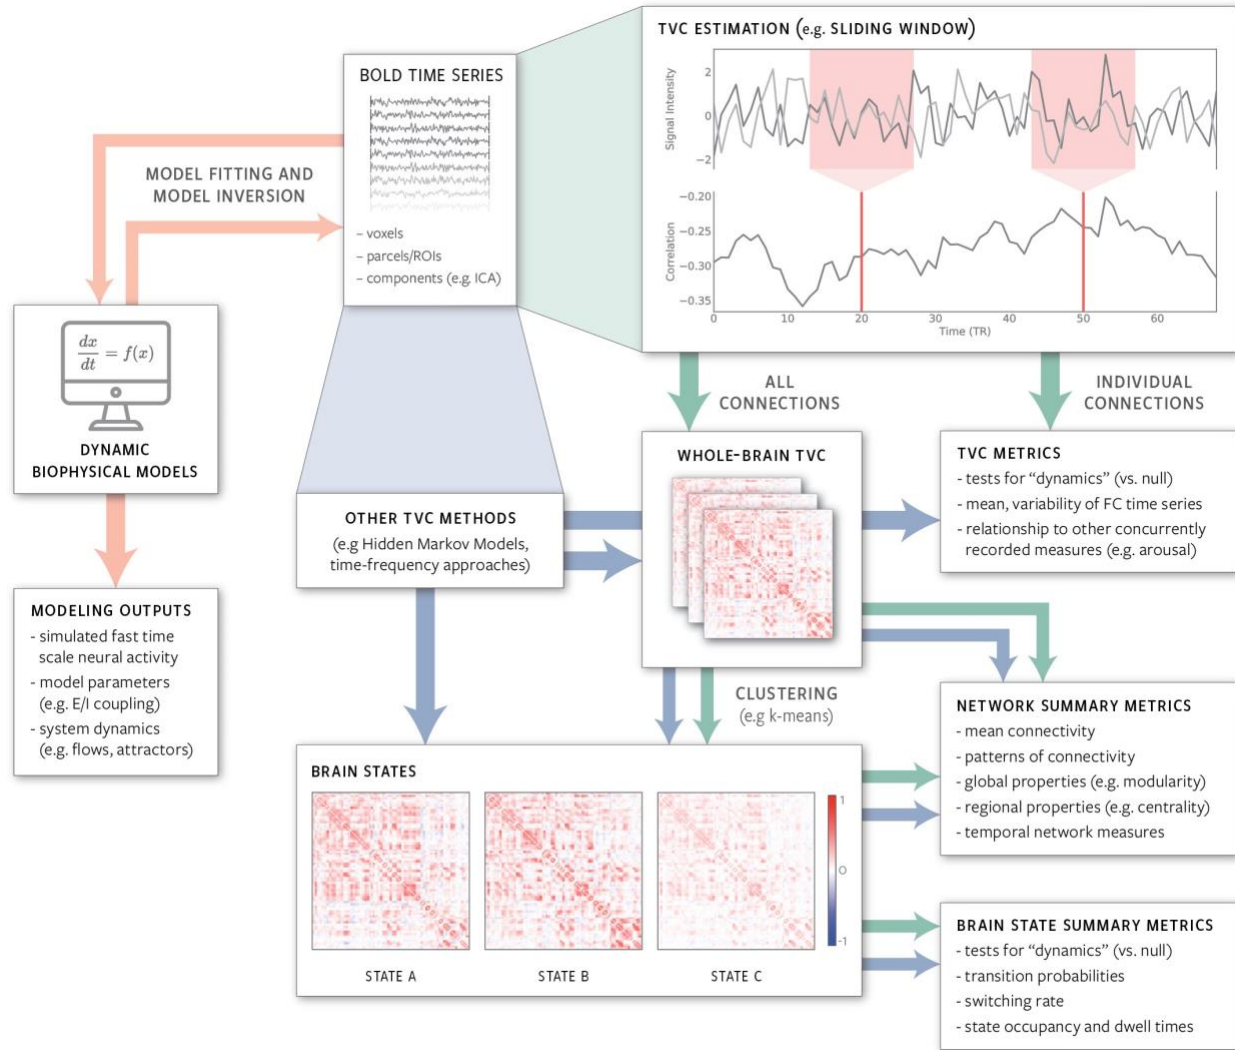 TVC ESTIMATION (e.g. SLIDING WINDOW)
Signal Intensity
2
0
−2
−0.20
−0.25
−0.30
−0.35
Correlation
0
10
20
30
40
50
60
Time (TR)
BOLD TIME SERIES
– voxels
– parcels/ROIs
– components (e.g. ICA)
MODEL FITTING AND
MODEL INVERSION
dx
dt
= f(x)
DYNAMIC
BIOPHYSICAL MODELS
ALL
CONNECTIONS
INDIVIDUAL
CONNECTIONS
WHOLE-BRAIN TVC
TVC METRICS
- tests for “dynamics” (vs. null)
- mean, variability of FC time series
- relationship to other concurrently
recorded measures (e.g. arousal)
OTHER TVC METHODS
(e.g Hidden Markov Models,
time-frequency approaches)
MODELING OUTPUTS
- simulated fast time
scale neural activity
- model parameters
(e.g. E/I coupling)
- system dynamics
(e.g. flows, attractors)
CLUSTERING
(e.g k-means)
NETWORK SUMMARY METRICS
- mean connectivity
- patterns of connectivity
- global properties (e.g. modularity)
- regional properties (e.g. centrality)
- temporal network measures
BRAIN STATES
1
0
-1
STATE A
STATE B
STATE C
BRAIN STATE SUMMARY METRICS
- tests for “dynamics” (vs. null)
- transition probabilities
- switching rate
- state occupancy and dwell times